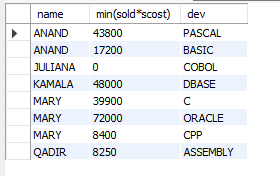 name min(sold*scost) dev
ANAND 43800 PASCAL
ANAND 17200 BASIC
JULIANA 0 COBOL
KAMALA 48000 DBASE
MARY 39900 C
MARY 72000 ORACLE
MARY 8400 CPP
QADIR 8250 ASSEMBLY